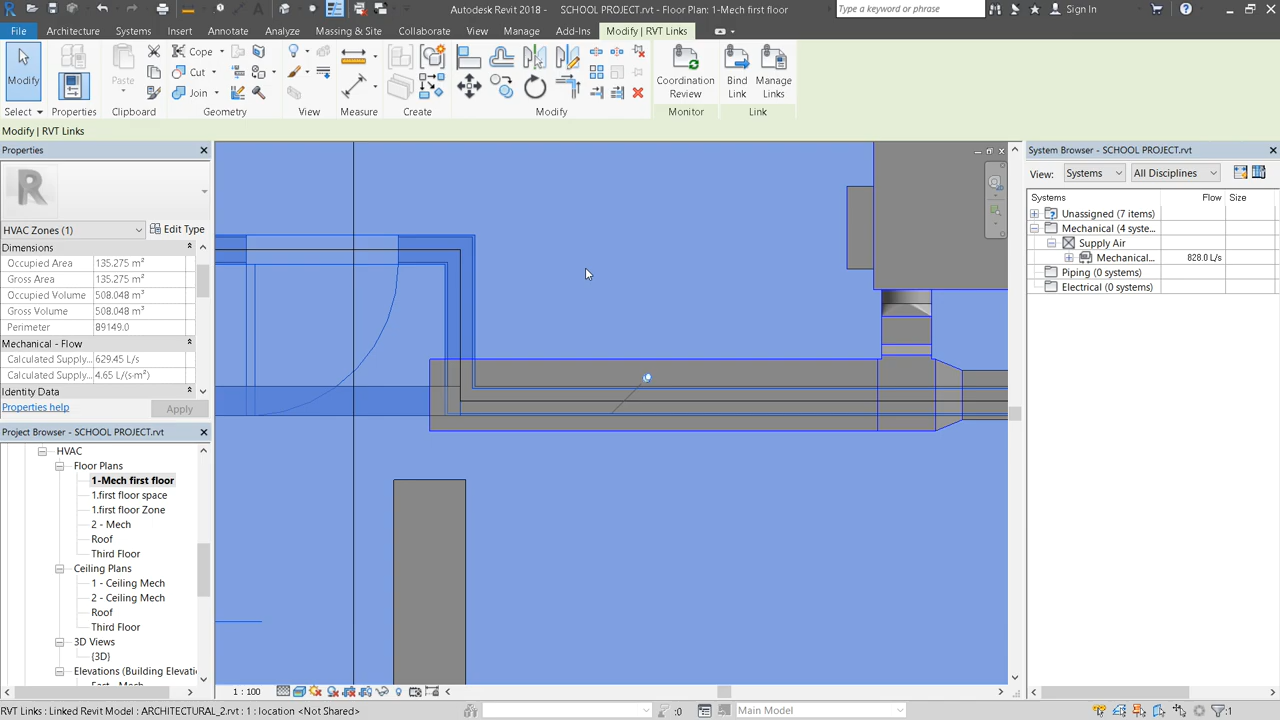 Autodesk Revit 2018 - SCHOOL PROJECT.rvt - Floor Plan: 1-Mech first floor
Type a keyword or phrase
Sign In
File Architecture Systems Insert Annotate Analyze Massing & Site Collaborate View Manage Add-Ins Modify | RVT Links
Modify
Properties
Paste
Cope
Cut
Join
Coordination Review
Bind Link
Manage Links
Select Properties Clipboard Geometry View Measure Create Modify Monitor Link
Modify | RVT Links
Properties
HVAC Zones (1)
Edit Type
Dimensions
Occupied Area 135.275 m²
Gross Area 135.275 m²
Occupied Volume 508.048 m³
Gross Volume 508.048 m³
Perimeter 89149.0
Mechanical - Flow
Calculated Supply... 629.45 L/s
Calculated Supply... 4.65 L/(s·m²)
Identity Data
Properties help
Apply
Project Browser - SCHOOL PROJECT.rvt
HVAC
Floor Plans
1-Mech first floor
1.first floor space
1.first floor Zone
2 - Mech
Roof
Third Floor
Ceiling Plans
1 - Ceiling Mech
2 - Ceiling Mech
Roof
Third Floor
3D Views
{3D}
Elevations (Building Elevati
East - Mech
System Browser - SCHOOL PROJECT.rvt
View: Systems All Disciplines
Systems Flow Size
Unassigned (7 items)
Mechanical (4 syste...
Supply Air
Mechanical... 828.0 L/s
Piping (0 systems)
Electrical (0 systems)
1 : 100
RVT Links : Linked Revit Model : ARCHITECTURAL_2.rvt : 1 : location <Not Shared>
:0
Main Model
:1